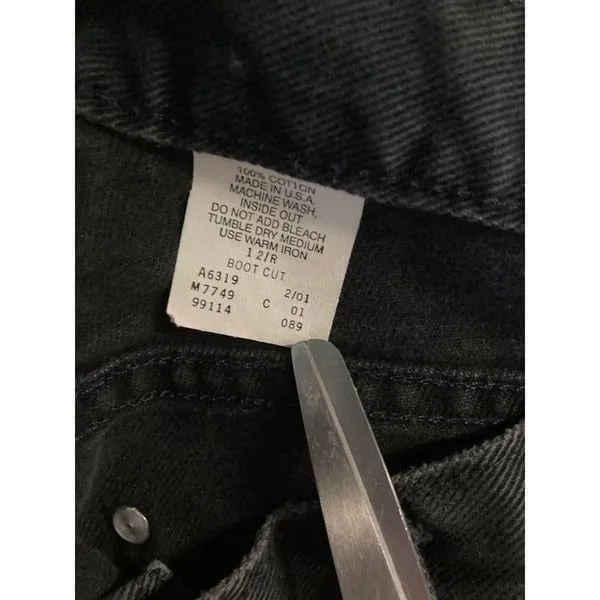 100% COTTON
MADE IN U.S.A.
MACHINE WASH,
INSIDE OUT
DO NOT ADD BLEACH
TUMBLE DRY MEDIUM
USE WARM IRON
12/R
BOOT CUT
A6319 2/01
M7749 C 01
99114 089